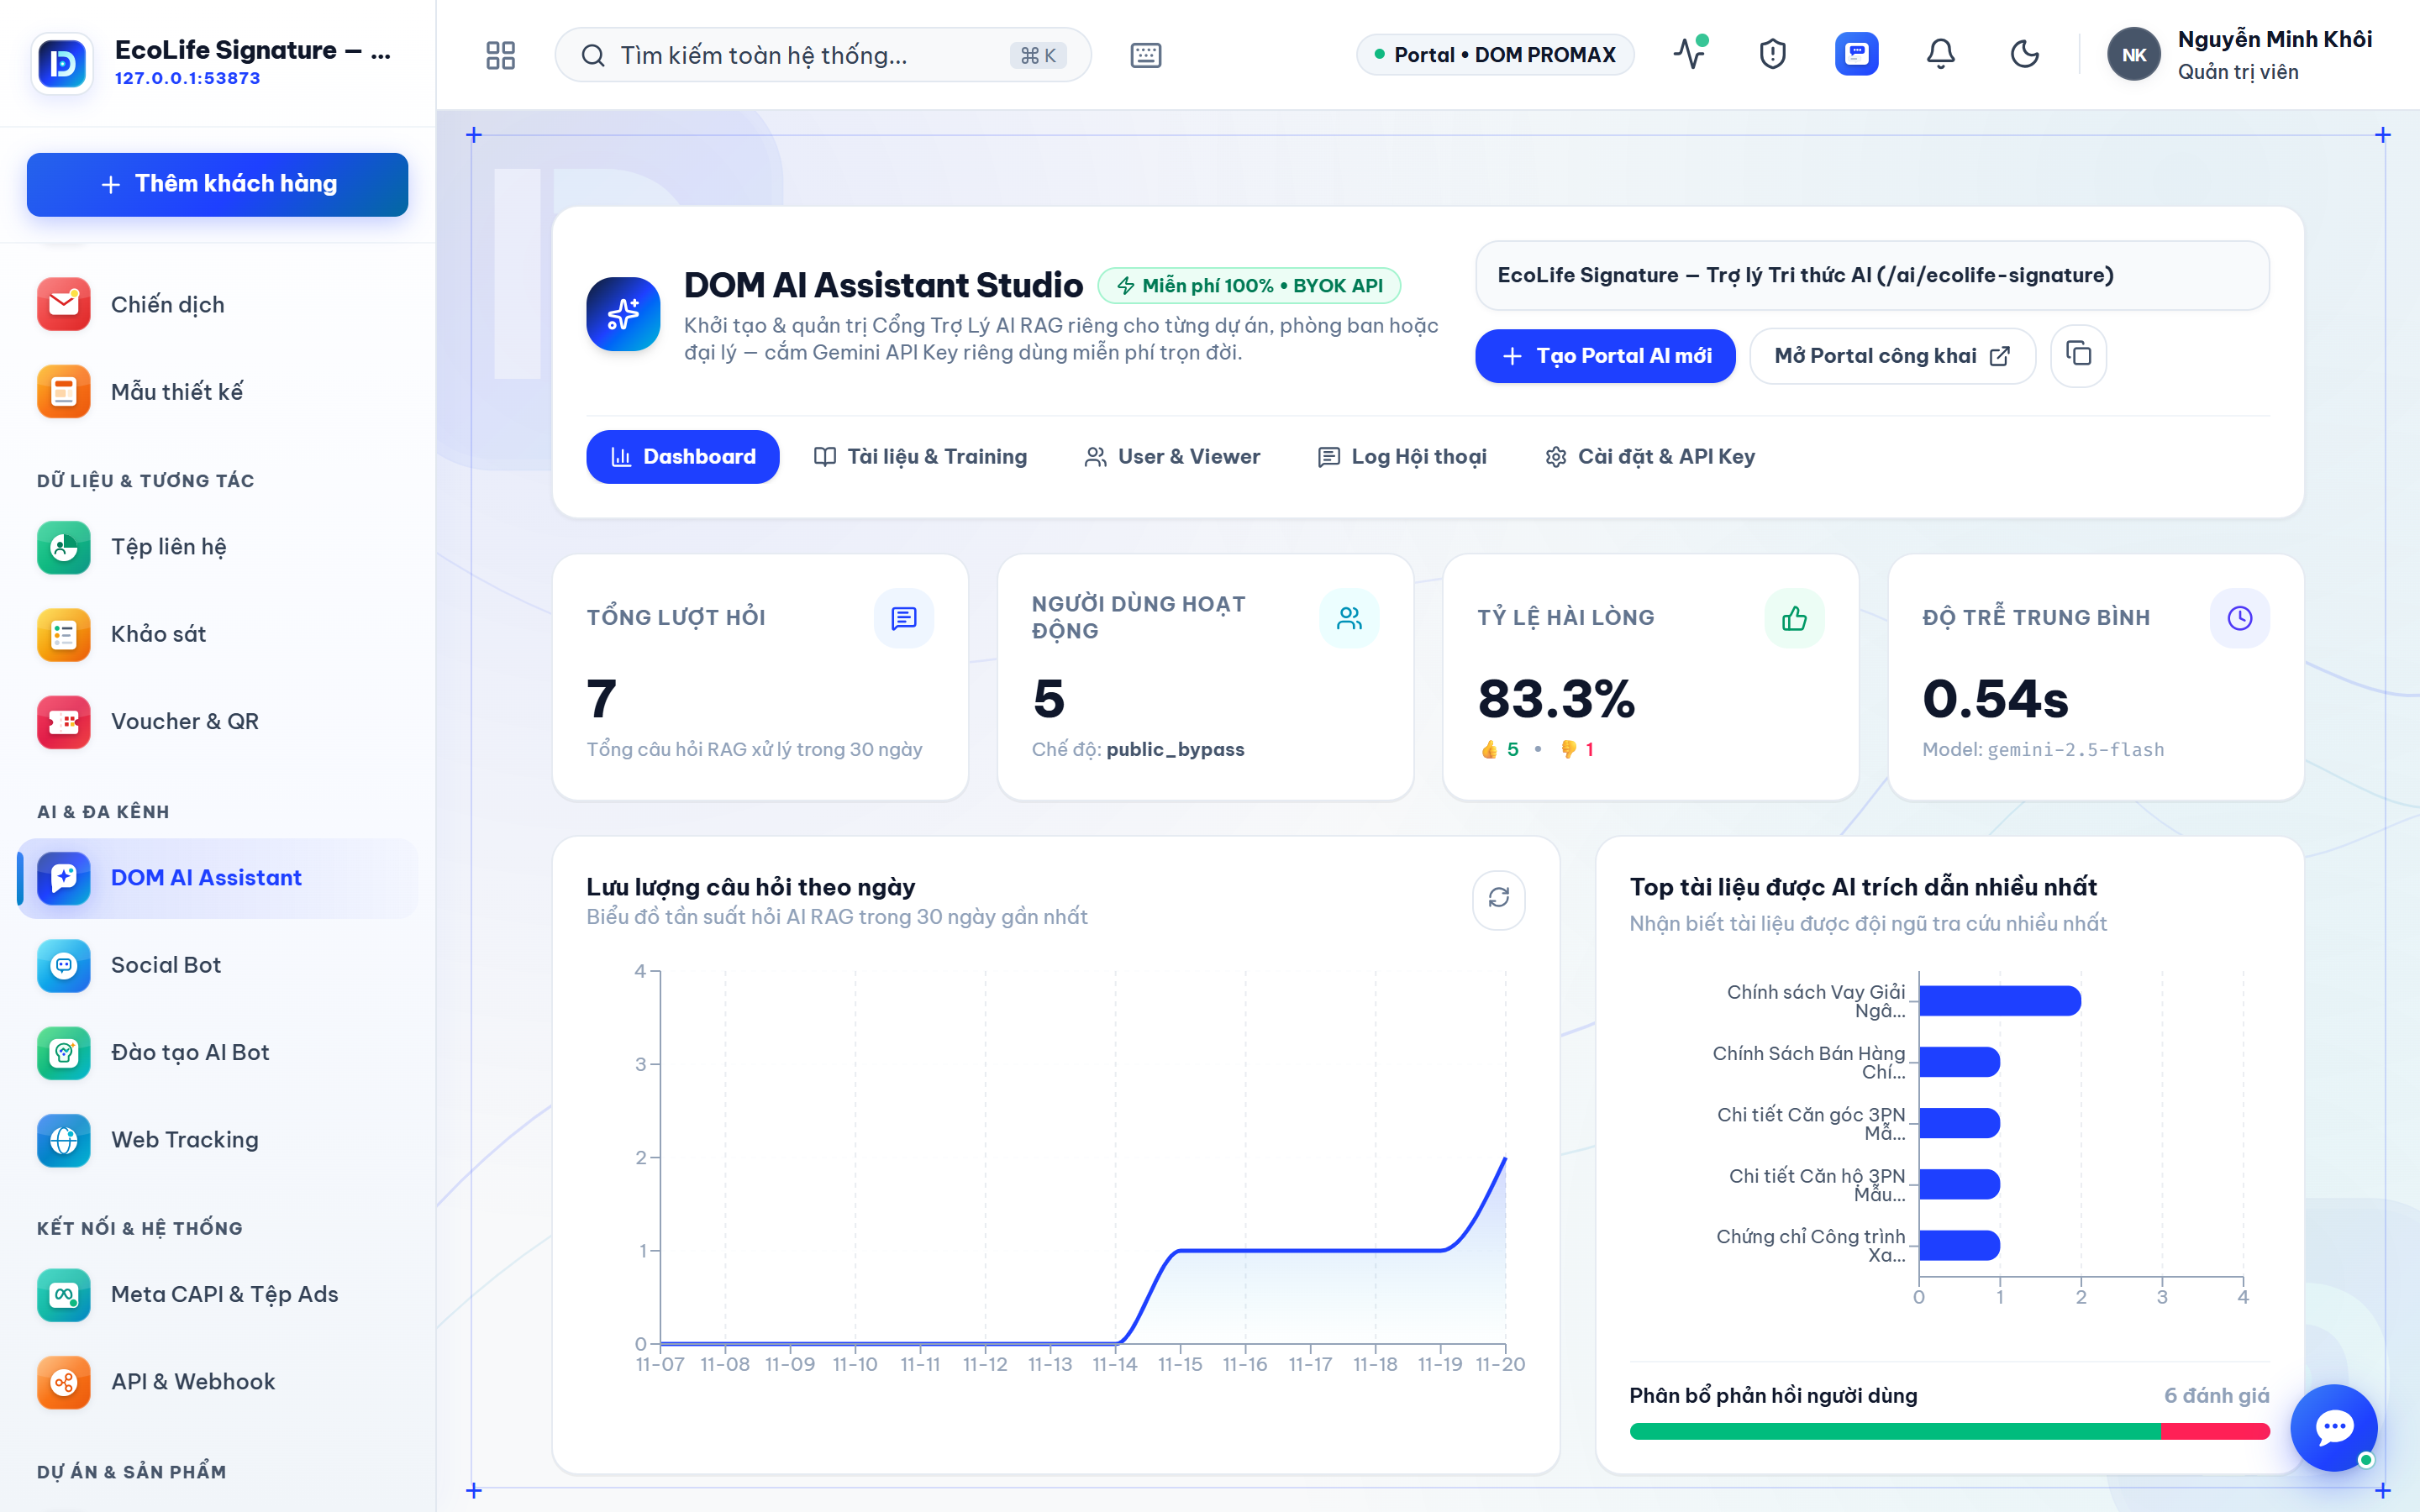 EcoLife Signature — ...
127.0.0.1:53873
Thêm khách hàng
Chiến dịch
Mẫu thiết kế
DỮ LIỆU & TƯƠNG TÁC
Tệp liên hệ
Khảo sát
Voucher & QR
AI & ĐA KÊNH
DOM AI Assistant
Social Bot
Đào tạo AI Bot
Web Tracking
KẾT NỐI & HỆ THỐNG
Meta CAPI & Tệp Ads
API & Webhook
DỰ ÁN & SẢN PHẨM
Tìm kiếm toàn hệ thống...
⌘ K
Portal • DOM PROMAX
NK
Nguyễn Minh Khôi
Quản trị viên
DOM AI Assistant Studio
Miễn phí 100% • BYOK API
Khởi tạo & quản trị Cổng Trợ Lý AI RAG riêng cho từng dự án, phòng ban hoặc
đại lý — cắm Gemini API Key riêng dùng miễn phí trọn đời.
EcoLife Signature — Trợ lý Tri thức AI (/ai/ecolife-signature)
Tạo Portal AI mới
Mở Portal công khai
Dashboard
Tài liệu & Training
User & Viewer
Log Hội thoại
Cài đặt & API Key
TỔNG LƯỢT HỎI
7
Tổng câu hỏi RAG xử lý trong 30 ngày
NGƯỜI DÙNG HOẠT
ĐỘNG
5
Chế độ: public_bypass
TỶ LỆ HÀI LÒNG
83.3%
👍 5 • 👎 1
ĐỘ TRỄ TRUNG BÌNH
0.54s
Model: gemini-2.5-flash
Lưu lượng câu hỏi theo ngày
Biểu đồ tần suất hỏi AI RAG trong 30 ngày gần nhất
4
3
2
1
0
11-07 11-08 11-09 11-10 11-11 11-12 11-13 11-14 11-15 11-16 11-17 11-18 11-19 11-20
Top tài liệu được AI trích dẫn nhiều nhất
Nhận biết tài liệu được đội ngũ tra cứu nhiều nhất
Chính sách Vay Giải
Ngâ...
Chính Sách Bán Hàng
Chí...
Chi tiết Căn góc 3PN
Mẫ...
Chi tiết Căn hộ 3PN
Mẫu...
Chứng chỉ Công trình
Xa...
0 1 2 3 4
Phân bổ phản hồi người dùng
6 đánh giá